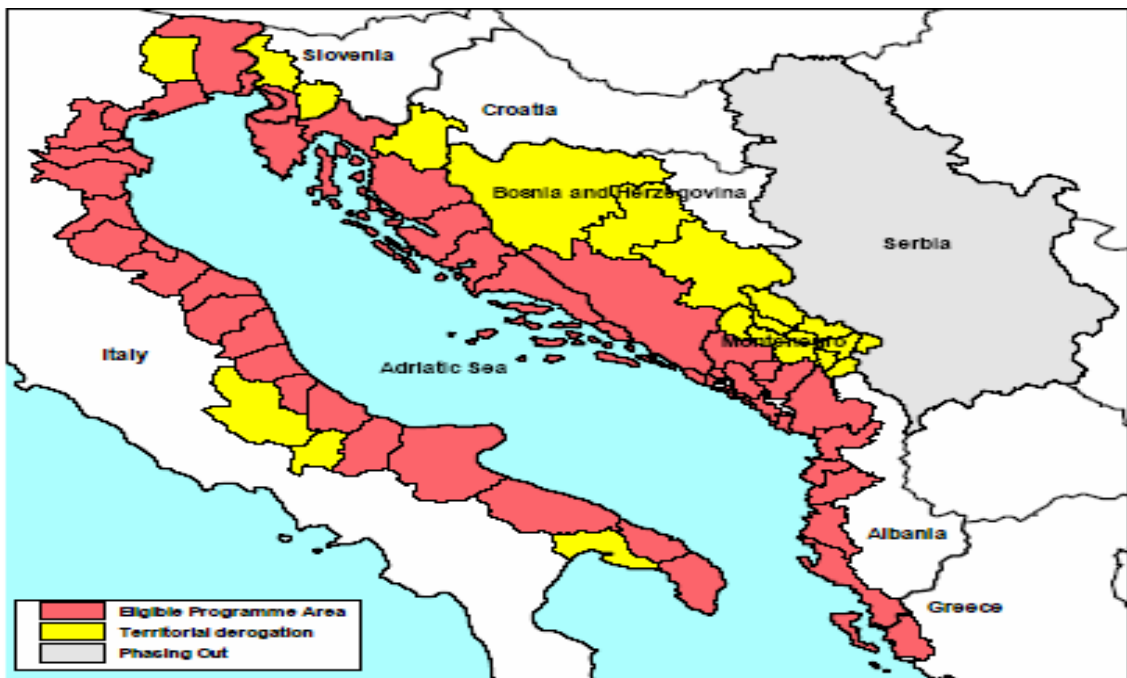 Slovenia
Croatia
Bosnia and Herzegovina
Serbia
Montenegro
Italy
Adriatic Sea
Albania
Greece
Eligible Programme Area
Territorial derogation
Phasing Out